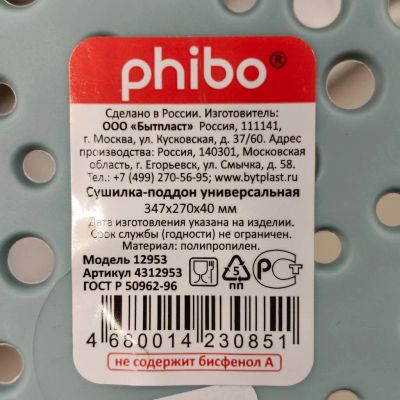 phibo®
Сделано в России. Изготовитель:
ООО «Бытпласт» Россия, 111141,
г. Москва, ул. Кусковская, д. 37/60. Адрес
производства: Россия, 140301, Московская
область, г. Егорьевск, ул. Смычка, д. 58.
Тел.: +7 (499) 270-56-95; www.bytplast.ru
Сушилка-поддон универсальная
347х270х40 мм
Дата изготовления указана на изделии.
Срок службы (годности) не ограничен.
Материал: полипропилен.
Модель 12953
Артикул 4312953
ГОСТ Р 50962-96
5
ПП
РСТ
4 680014 230851
не содержит бисфенол А